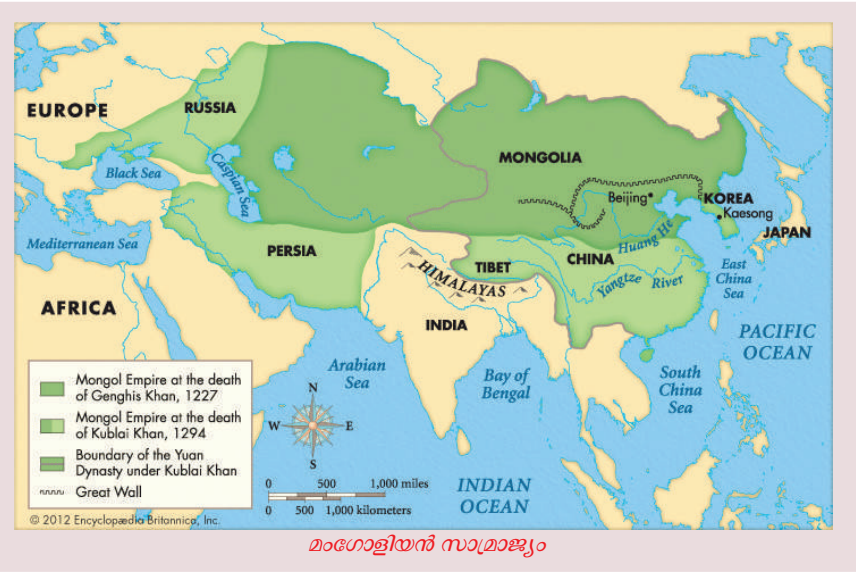 EUROPE
RUSSIA
MONGOLIA
Black Sea
Caspian Sea
Beijing
KOREA
Kaesong
JAPAN
Mediterranean Sea
PERSIA
TIBET
CHINA
Huang He
HIMALAYAS
Yangtze River
East
China
Sea
AFRICA
INDIA
PACIFIC
OCEAN
Arabian
Sea
Bay of
Bengal
South
China
Sea
Mongol Empire at the death
of Genghis Khan, 1227
Mongol Empire at the death
of Kublai Khan, 1294
Boundary of the Yuan
Dynasty under Kublai Khan
Great Wall
N
W E
S
0 500 1,000 miles
0 500 1,000 kilometers
INDIAN
OCEAN
© 2012 Encyclopædia Britannica, Inc.
മംഗോളിയൻ സാമ്രാജ്യം